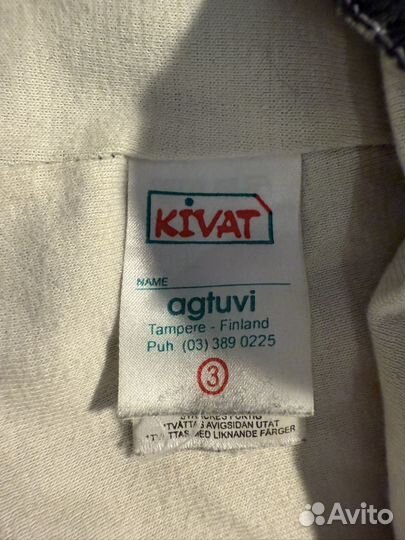 KiVAT
NAME
agtuvi
Tampere - Finland
Puh (03) 389 0225
3
*TVÄTTAS AVIGSIDAN UTÅT
*TVÄTTAS MED LIKNANDE FÄRGER
Avito